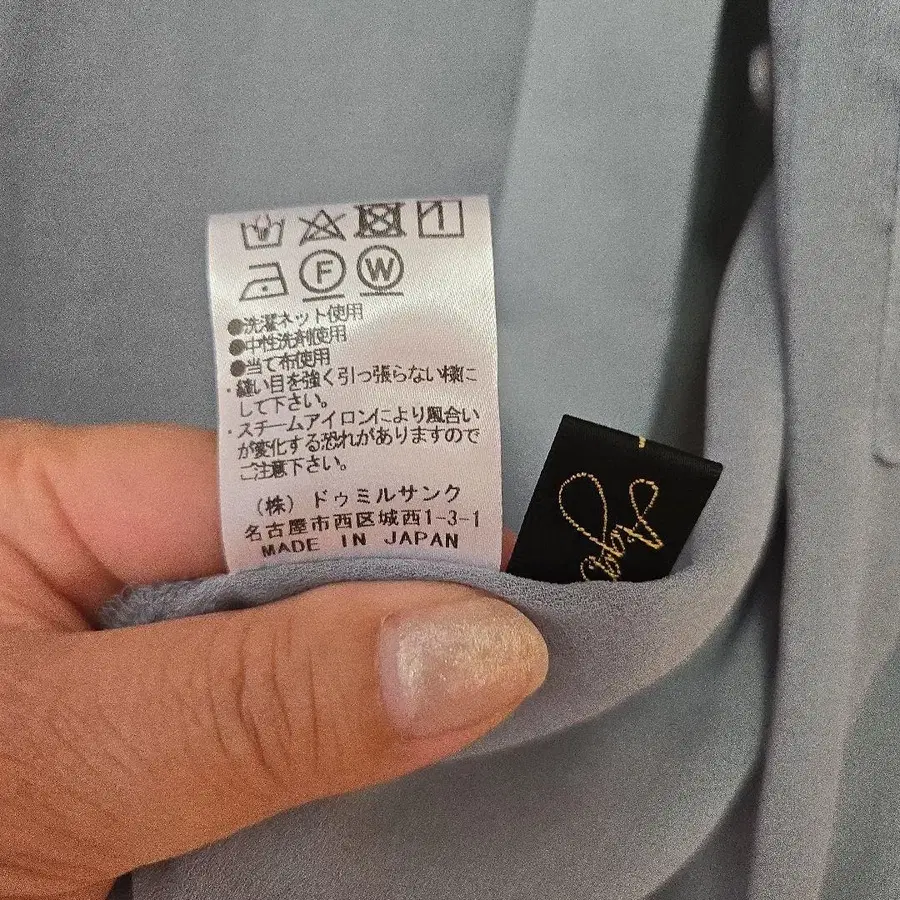 F W
●洗濯ネット使用
●中性洗剤使用
●当て布使用
・縫い目を強く引っ張らない様に
して下さい。
・スチームアイロンにより風合い
が変化する恐れがありますので
ご注意下さい。
(株) ドゥミルサンク
名古屋市西区城西1-3-1
MADE IN JAPAN